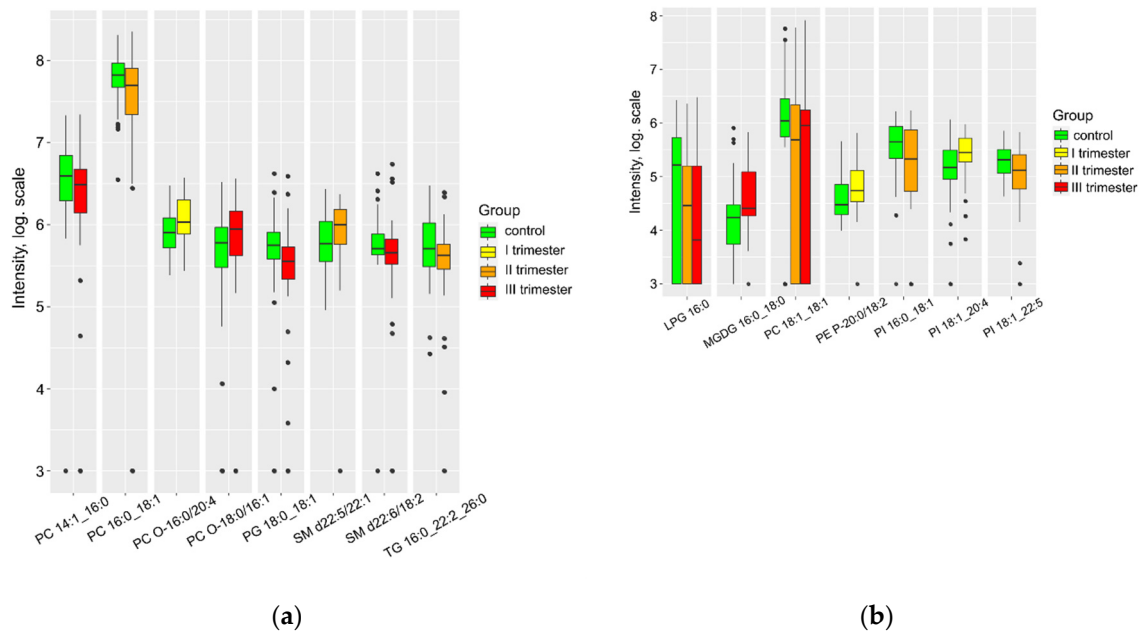 Intensity, log. scale
8
7
6
5
4
3
PC 14:1_16:0
PC 16:0_18:1
PC O-16:0/20:4
PC O-18:0/16:1
PG 18:0_18:1
SM d22:5/22:1
SM d22:6/18:2
TG 16:0_22:2_26:0
Group
control
I trimester
II trimester
III trimester
(a)
Intensity, log. scale
8
7
6
5
4
3
LPG 16:0
MGDG 16:0_18:0
PC 18:1_18:1
PE P-20:0/18:2
PI 16:0_18:1
PI 18:1_20:4
PI 18:1_22:5
Group
control
I trimester
II trimester
III trimester
(b)